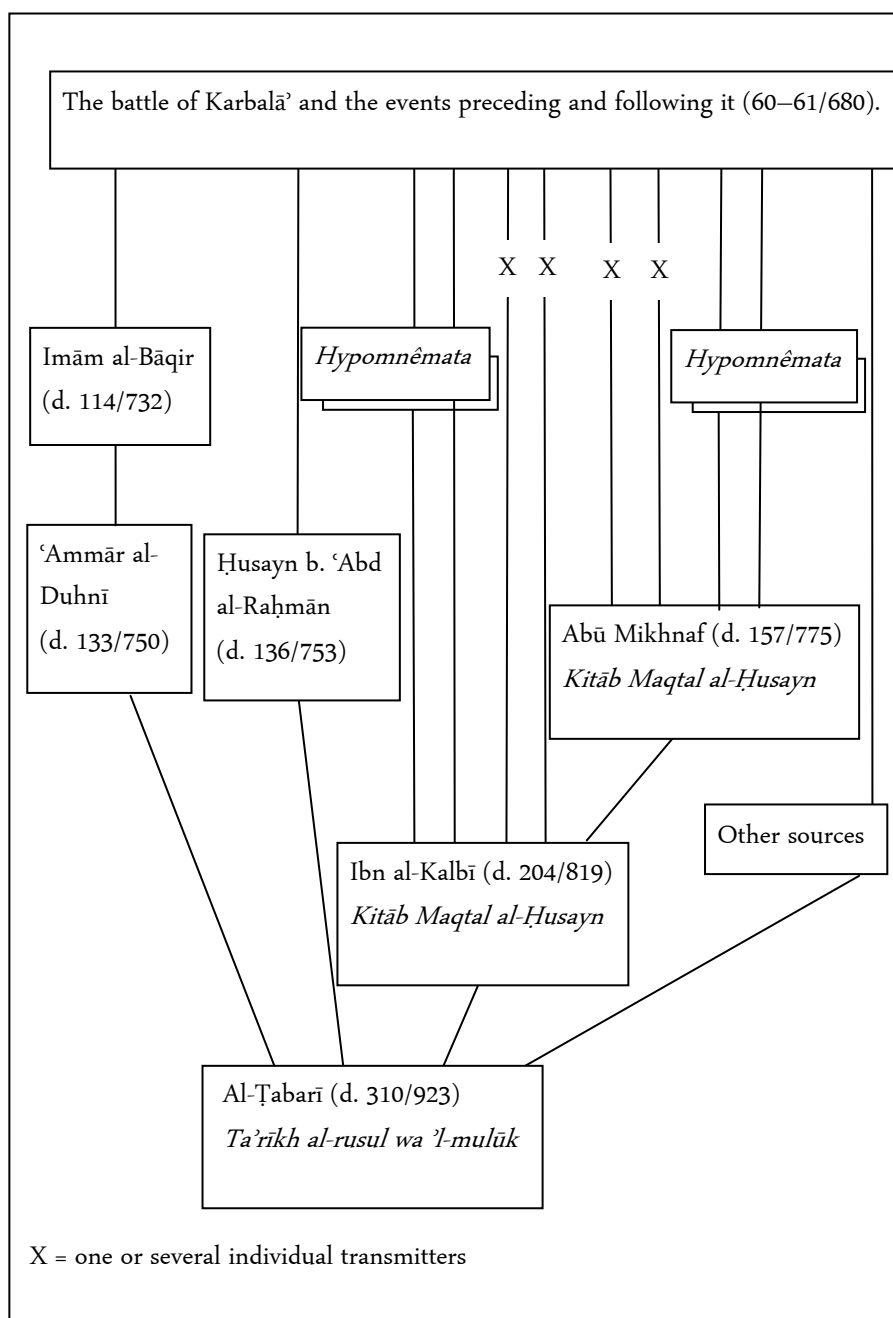 The battle of Karbalāʾ and the events preceding and following it (60–61/680).
X X X X
Imām al-Bāqir
(d. 114/732)
Hypomnêmata
Hypomnêmata
ʿAmmār al-
Duhnī
(d. 133/750)
Ḥusayn b. ʿAbd
al-Raḥmān
(d. 136/753)
Abū Mikhnaf (d. 157/775)
Kitāb Maqtal al-Ḥusayn
Other sources
Ibn al-Kalbī (d. 204/819)
Kitāb Maqtal al-Ḥusayn
Al-Ṭabarī (d. 310/923)
Ta’rīkh al-rusul wa ’l-mulūk
X = one or several individual transmitters